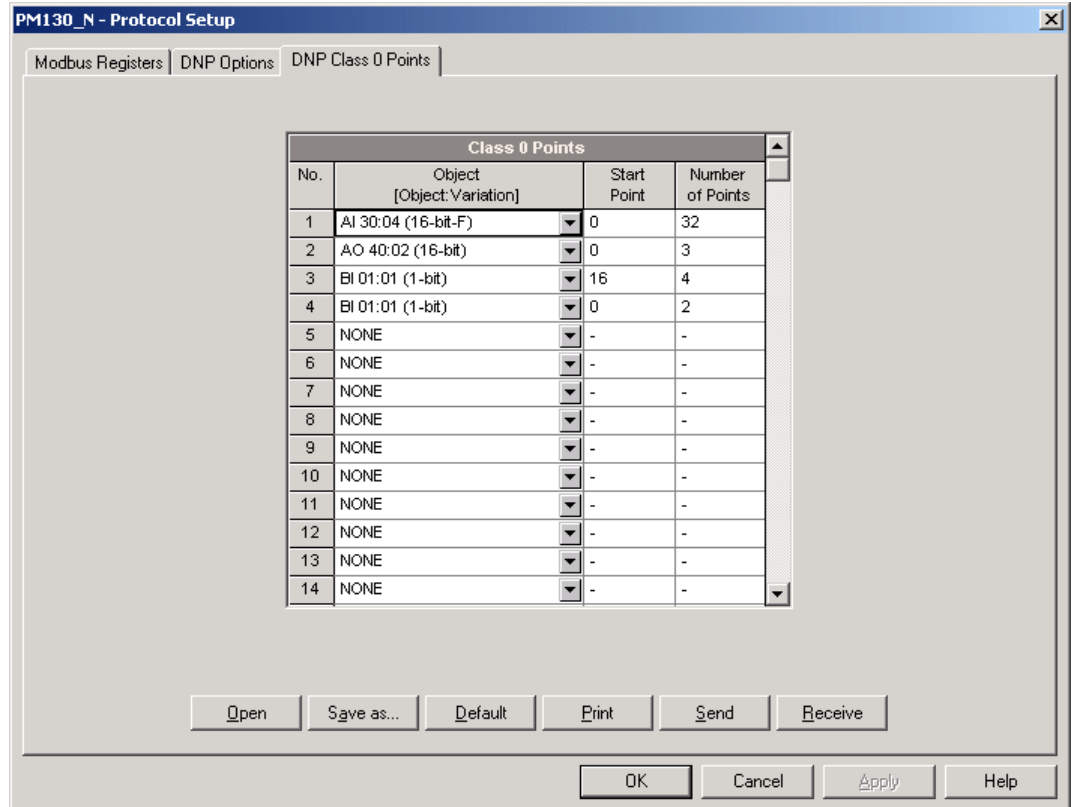 PM130_N - Protocol Setup
Modbus Registers DNP Options DNP Class 0 Points
Class 0 Points
No. Object [Object:Variation] Start Point Number of Points
1 AI 30:04 (16-bit-F) 0 32
2 AO 40:02 (16-bit) 0 3
3 BI 01:01 (1-bit) 16 4
4 BI 01:01 (1-bit) 0 2
5 NONE - -
6 NONE - -
7 NONE - -
8 NONE - -
9 NONE - -
10 NONE - -
11 NONE - -
12 NONE - -
13 NONE - -
14 NONE - -
Open Save as... Default Print Send Receive
OK Cancel Apply Help